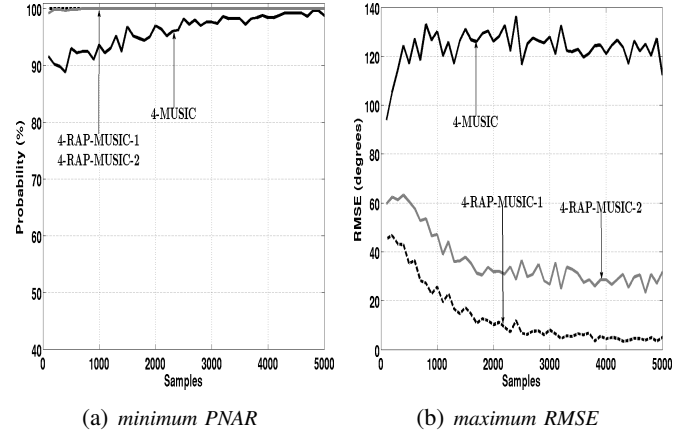 100
90
80
70
60
50
40
Probability (%)
0
1000
2000
3000
4000
5000
Samples
4-MUSIC
4-RAP-MUSIC-1
4-RAP-MUSIC-2
(a) minimum PNAR
140
120
100
80
60
40
20
0
RMSE (degrees)
0
1000
2000
3000
4000
5000
Samples
4-MUSIC
4-RAP-MUSIC-1
4-RAP-MUSIC-2
(b) maximum RMSE